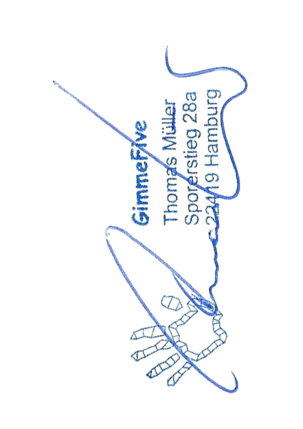 GimmeFive
Thomas Müller
Sporerstieg 28a
22419 Hamburg